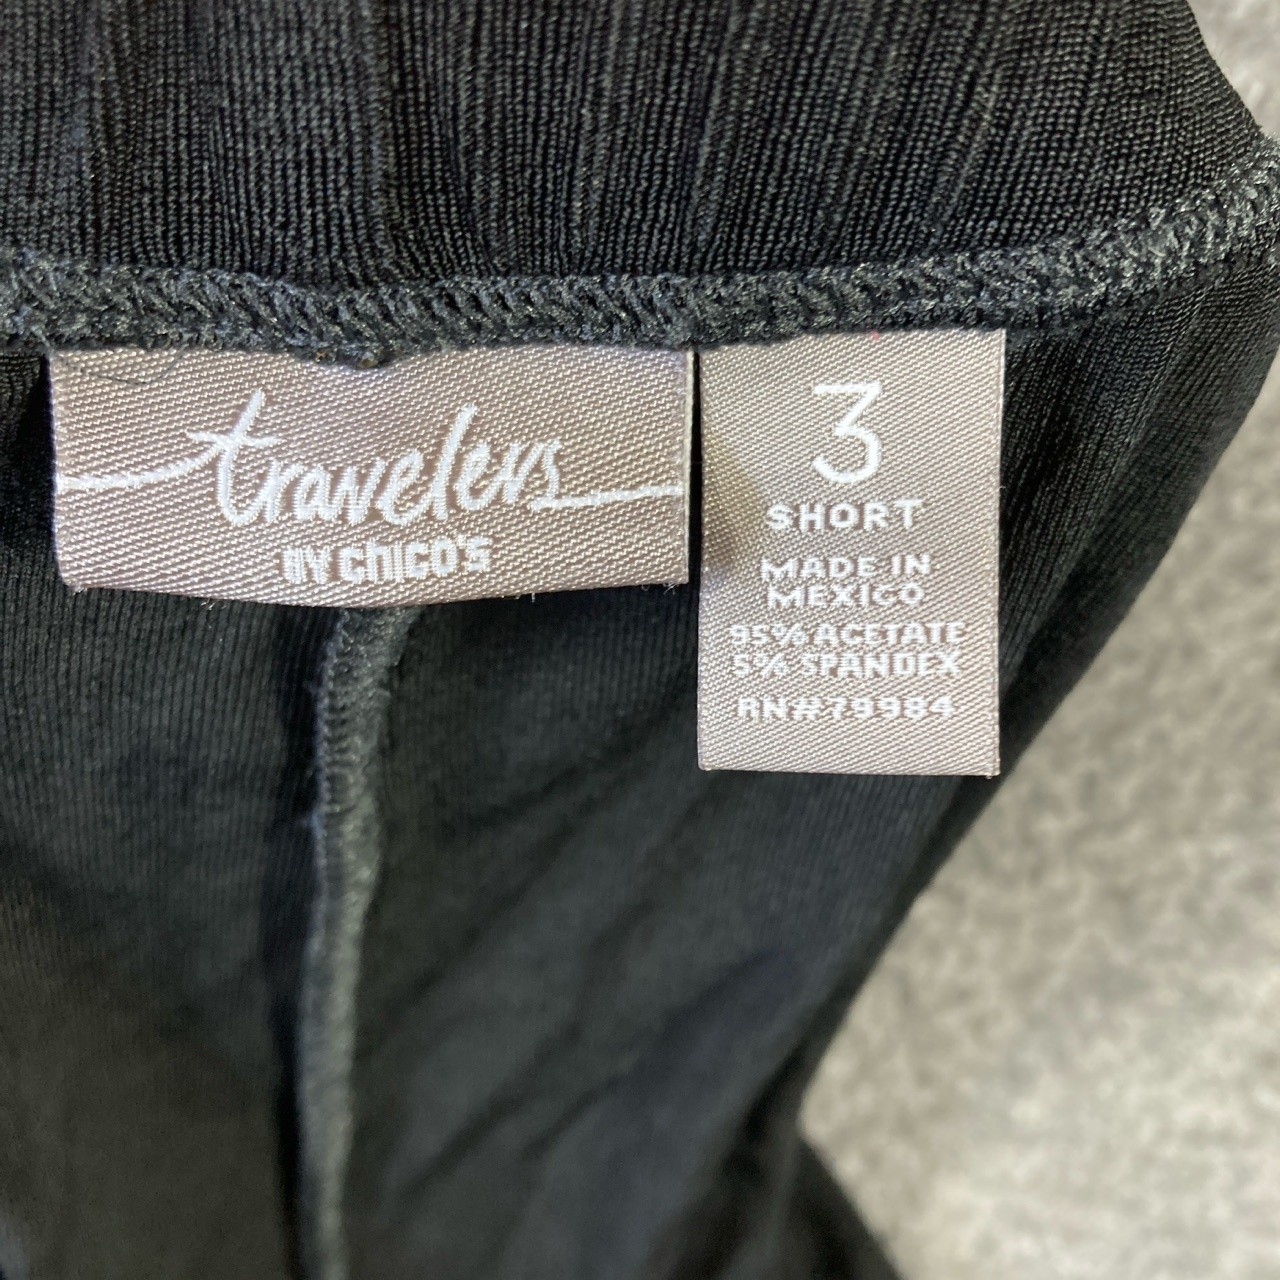 travelers
BY chico's
3
SHORT
MADE IN
MEXICO
95% ACETATE
5% SPANDEX
RN#79984